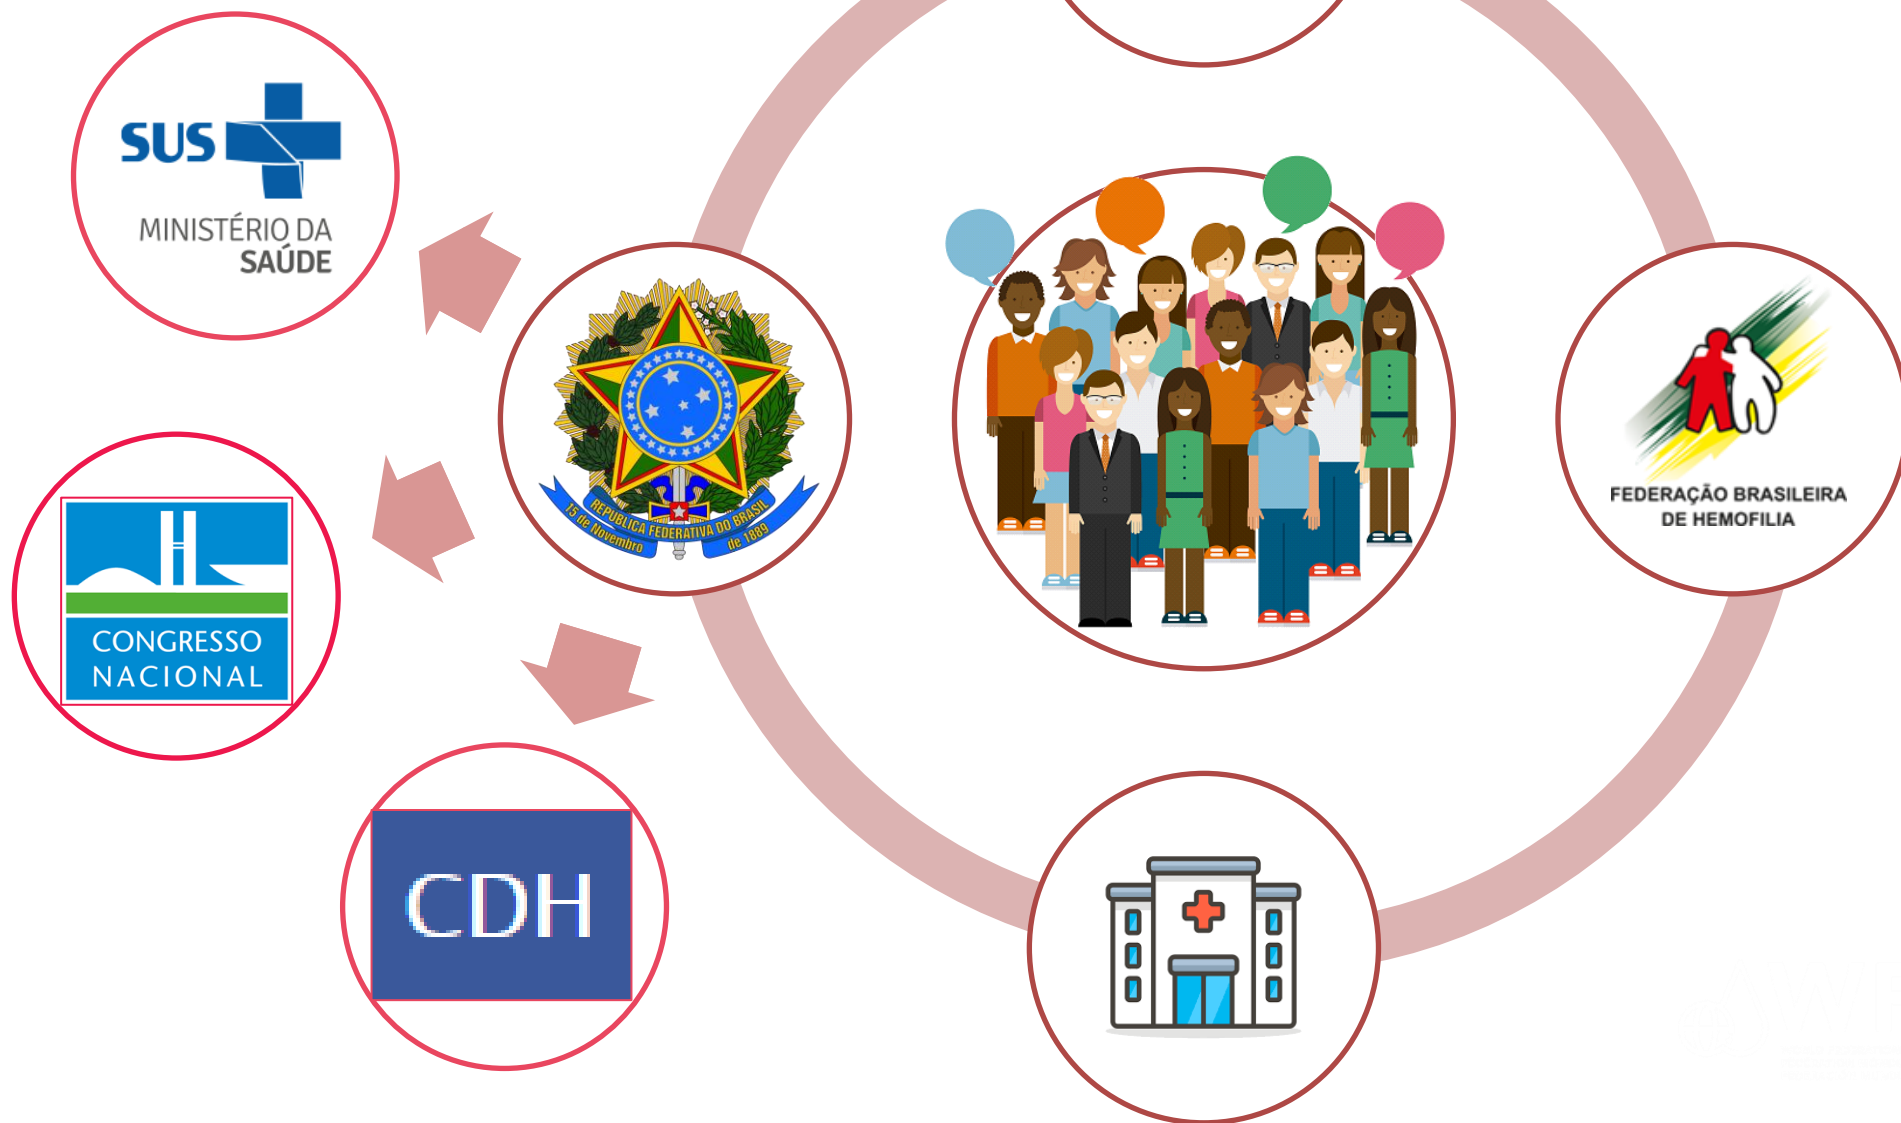 SUS
MINISTÉRIO DA
SAÚDE
REPÚBLICA FEDERATIVA DO BRASIL
15 de Novembro
de 1889
FEDERAÇÃO BRASILEIRA
DE HEMOFILIA
CONGRESSO
NACIONAL
CDH